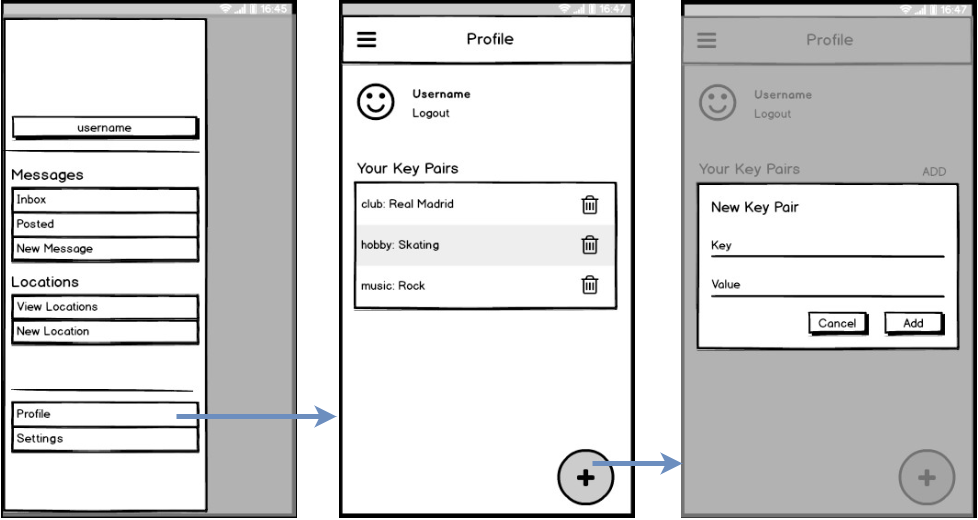 16:45
username
Messages
Inbox
Posted
New Message
Locations
View Locations
New Location
Profile
Settings
16:47
Profile
Username
Logout
Your Key Pairs
club: Real Madrid
hobby: Skating
music: Rock
+
16:47
Profile
Username
Logout
Your Key Pairs ADD
New Key Pair
Key
Value
Cancel Add
+